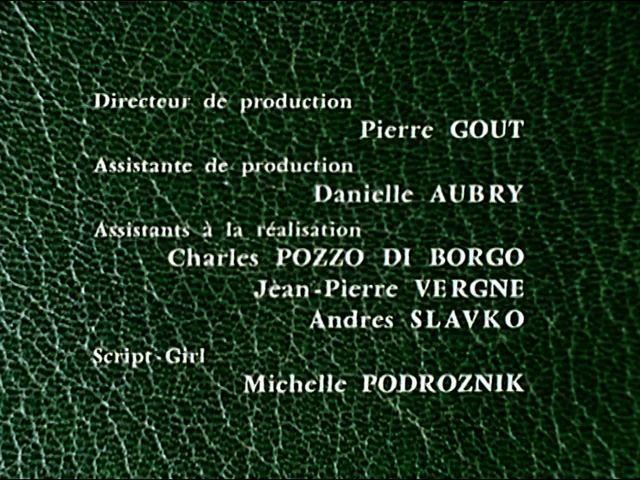 Directeur de production
Pierre GOUT
Assistante de production
Danielle AUBRY
Assistants à la réalisation
Charles POZZO DI BORGO
Jean-Pierre VERGNE
Andres SLAVKO
Script-Girl
Michelle PODROZNIK